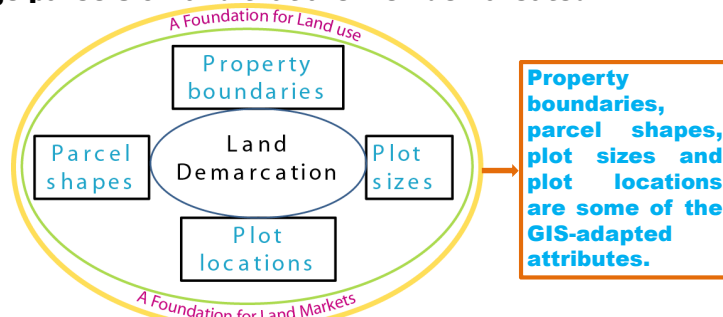 A Foundation for Land use
Property
boundaries
Parcel
shapes
Land
Demarcation
Plot
sizes
Plot
locations
A Foundation for Land Markets
Property
boundaries,
parcel shapes,
plot sizes and
plot locations
are some of the
GIS-adapted
attributes.